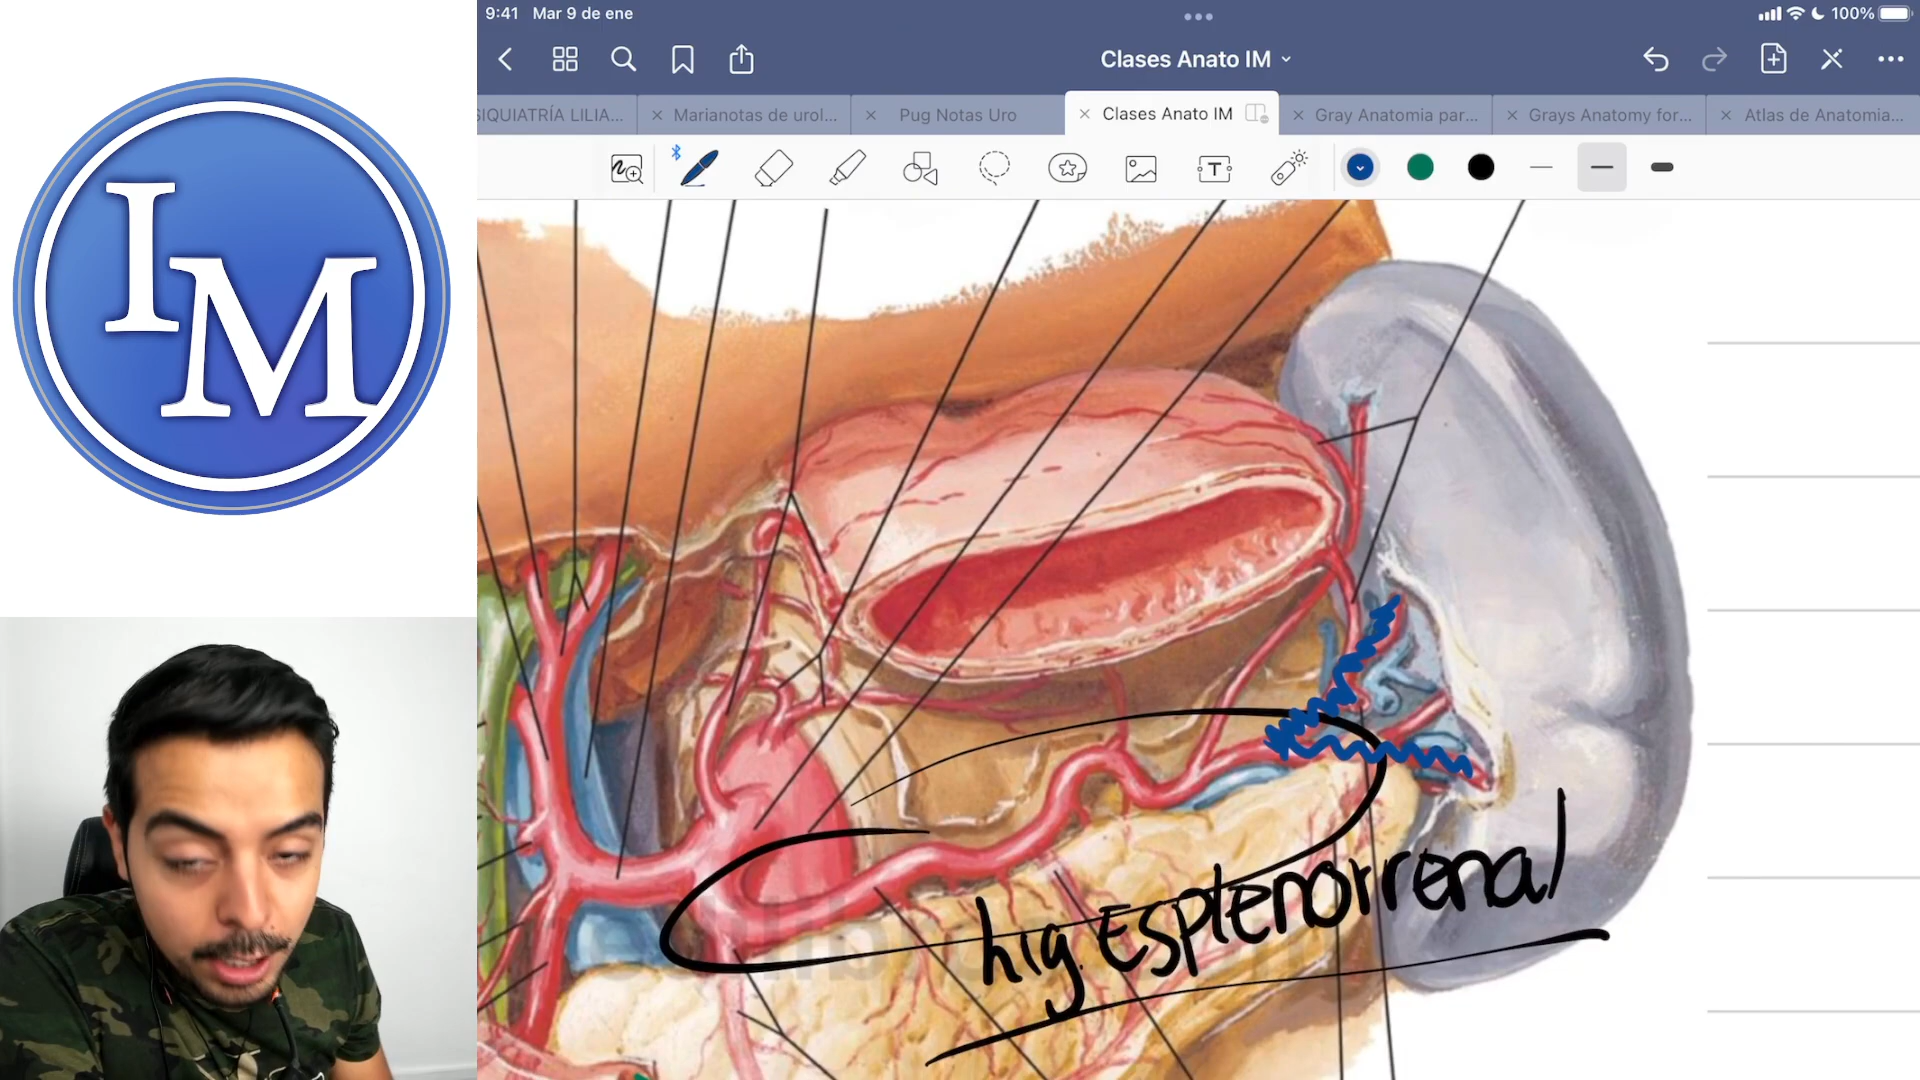 9:41 Mar 9 de ene
100%
Clases Anato IM
SIQUIATRÍA LILIA...
Marianotas de urol...
Pug Notas Uro
Clases Anato IM
Gray Anatomia par...
Grays Anatomy for...
Atlas de Anatomia...
T
IM
lig Esplenorrenal